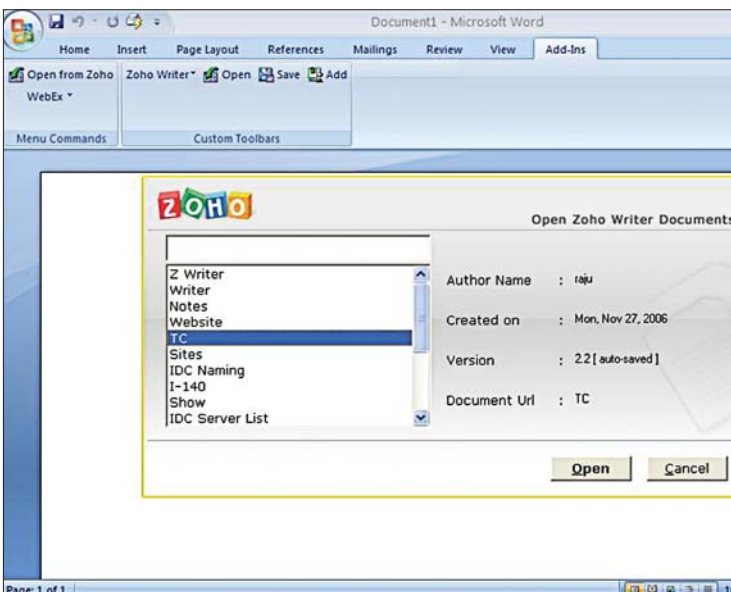 Document1 - Microsoft Word
Home Insert Page Layout References Mailings Review View Add-Ins
Open from Zoho Zoho Writer Open Save Add
WebEx
Menu Commands Custom Toolbars
ZOHO
Open Zoho Writer Documents
Z Writer
Writer
Notes
Website
TC
Sites
IDC Naming
I-140
Show
IDC Server List
Author Name : raju
Created on : Mon, Nov 27, 2006
Version : 2.2 [ auto-saved ]
Document Url : TC
Open Cancel
Page: 1 of 1